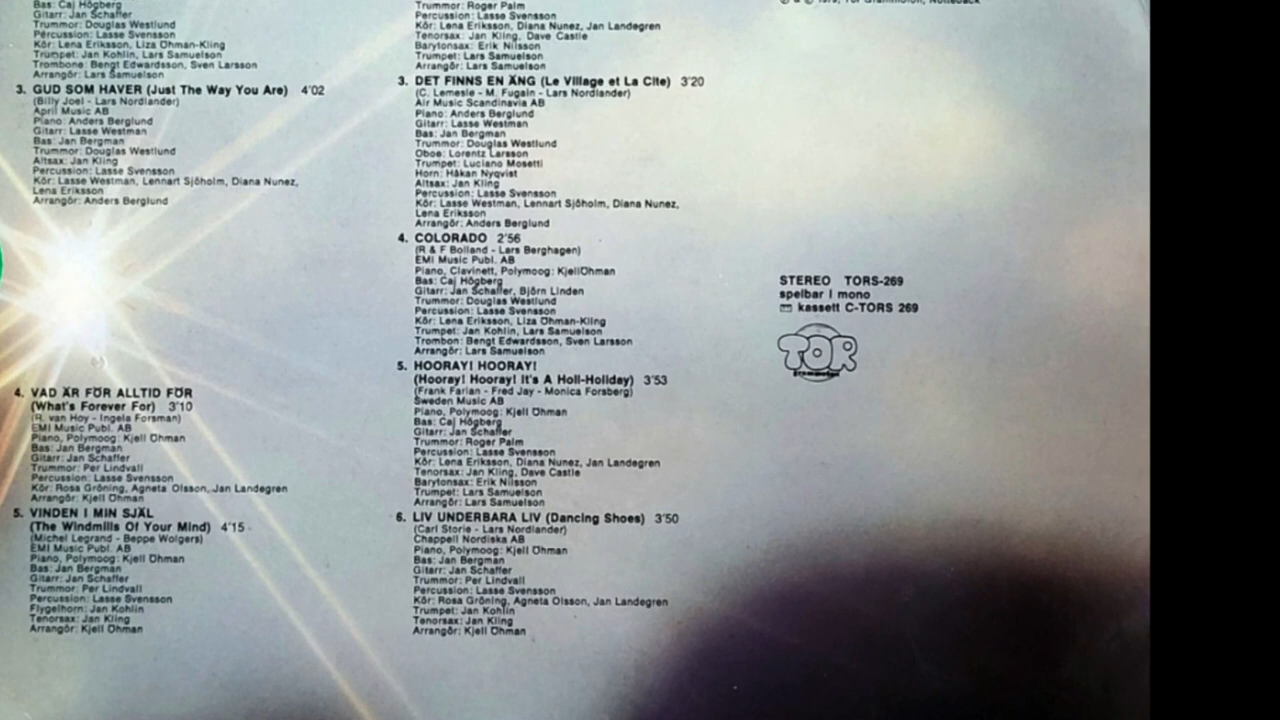 Bas: Caj Högberg
Gitarr: Jan Schaffer
Trummor: Douglas Westlund
Percussion: Lasse Svensson
Kör: Lena Eriksson, Liza Öhman-Kling
Trumpet: Jan Kohlin, Lars Samuelson
Trombone: Bengt Edwardsson, Sven Larsson
Arrangör: Lars Samuelson
3. GUD SOM HAVER (Just The Way You Are) 4'02
(Billy Joel - Lars Nordlander)
April Music AB
Piano: Anders Berglund
Gitarr: Lasse Westman
Bas: Jan Bergman
Trummor: Douglas Westlund
Altsax: Jan Kling
Percussion: Lasse Svensson
Kör: Lasse Westman, Lennart Sjöholm, Diana Nunez,
Lena Eriksson
Arrangör: Anders Berglund
4. VAD ÄR FÖR ALLTID FÖR
(What's Forever For) 3'10
(R. van Hoy - Ingela Forsman)
EMI Music Publ. AB
Piano, Polymoog: Kjell Öhman
Bas: Jan Bergman
Gitarr: Jan Schaffer
Trummor: Per Lindvall
Percussion: Lasse Svensson
Kör: Rosa Gröning, Agneta Olsson, Jan Landegren
Arrangör: Kjell Öhman
5. VINDEN I MIN SJÄL
(The Windmills Of Your Mind) 4'15
(Michel Legrand - Beppe Wolgers)
EMI Music Publ. AB
Piano, Polymoog: Kjell Öhman
Bas: Jan Bergman
Gitarr: Jan Schaffer
Trummor: Per Lindvall
Percussion: Lasse Svensson
Flygelhorn: Jan Kohlin
Tenorsax: Jan Kling
Arrangör: Kjell Öhman
Trummor: Roger Palm
Percussion: Lasse Svensson
Kör: Lena Eriksson, Diana Nunez, Jan Landegren
Tenorsax: Jan Kling, Dave Castle
Barytonsax: Erik Nilsson
Trumpet: Lars Samuelson
Arrangör: Lars Samuelson
3. DET FINNS EN ÄNG (Le Village et La Cite) 3'20
(C. Lemesle - M. Fugain - Lars Nordlander)
Air Music Scandinavia AB
Piano: Anders Berglund
Gitarr: Lasse Westman
Bas: Jan Bergman
Trummor: Douglas Westlund
Oboe: Lorentz Larsson
Trumpet: Luciano Mosetti
Horn: Håkan Nyqvist
Altsax: Jan Kling
Percussion: Lasse Svensson
Kör: Lasse Westman, Lennart Sjöholm, Diana Nunez,
Lena Eriksson
Arrangör: Anders Berglund
4. COLORADO 2'56
(R & F Bolland - Lars Berghagen)
EMI Music Publ. AB
Piano, Clavinett, Polymoog: KjellÖhman
Bas: Caj Högberg
Gitarr: Jan Schaffer, Björn Linden
Trummor: Douglas Westlund
Percussion: Lasse Svensson
Kör: Lena Eriksson, Liza Öhman-Kling
Trumpet: Jan Kohlin, Lars Samuelson
Trombon: Bengt Edwardsson, Sven Larsson
Arrangör: Lars Samuelson
5. HOORAY! HOORAY!
(Hooray! Hooray! It's A Holi-Holiday) 3'53
(Frank Farian - Fred Jay - Monica Forsberg)
Sweden Music AB
Piano, Polymoog: Kjell Öhman
Bas: Caj Högberg
Gitarr: Jan Schaffer
Trummor: Roger Palm
Percussion: Lasse Svensson
Kör: Lena Eriksson, Diana Nunez, Jan Landegren
Tenorsax: Jan Kling, Dave Castle
Barytonsax: Erik Nilsson
Trumpet: Lars Samuelson
Arrangör: Lars Samuelson
6. LIV UNDERBARA LIV (Dancing Shoes) 3'50
(Carl Storie - Lars Nordlander)
Chappell Nordiska AB
Piano, Polymoog: Kjell Öhman
Bas: Jan Bergman
Gitarr: Jan Schaffer
Trummor: Per Lindvall
Percussion: Lasse Svensson
Kör: Rosa Gröning, Agneta Olsson, Jan Landegren
Trumpet: Jan Kohlin
Tenorsax: Jan Kling
Arrangör: Kjell Öhman
STEREO TORS-269
spelbar i mono
kassett C-TORS 269
TOR